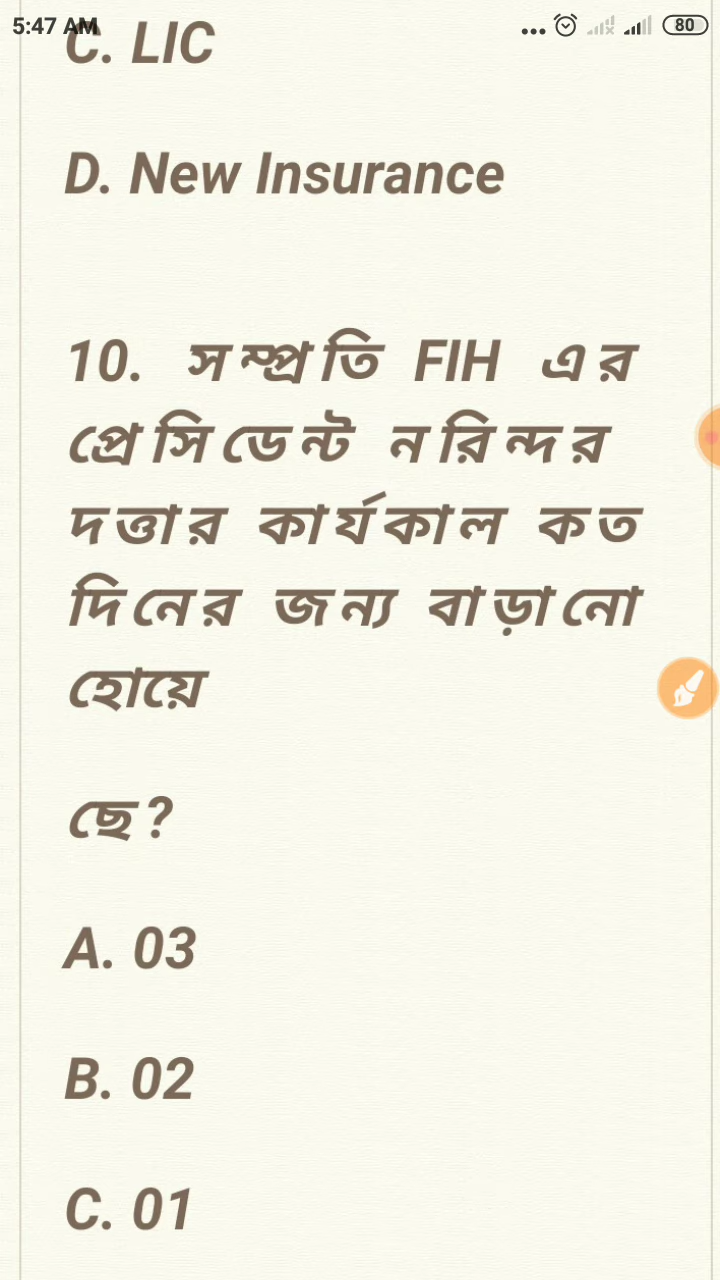 5:47 AM ... 80
C. LIC
D. New Insurance
10. সম্প্রতি FIH এর
প্রেসিডেন্ট নরিন্দর
দত্তার কার্যকাল কত
দিনের জন্য বাড়ানো
হোয়ে
ছে?
A. 03
B. 02
C. 01